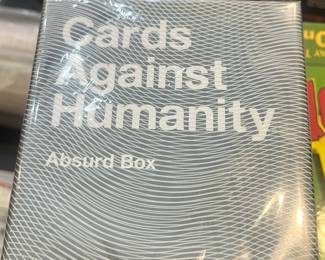 Cards
Against
Humanity
Absurd Box